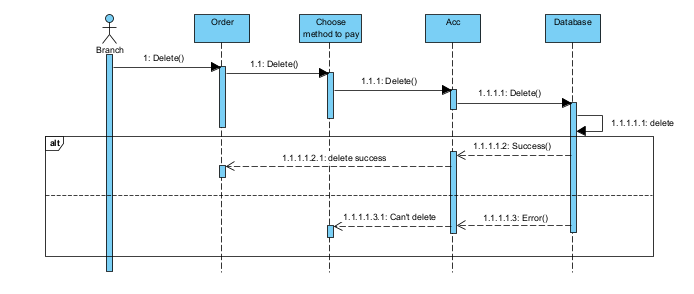 Order
Choose
method to pay
Acc
Database
Branch
1: Delete()
1.1: Delete()
1.1.1: Delete()
1.1.1.1: Delete()
1.1.1.1.1: delete
alt
1.1.1.1.2: Success()
1.1.1.1.2.1: delete success
1.1.1.1.3.1: Can't delete
1.1.1.1.3: Error()